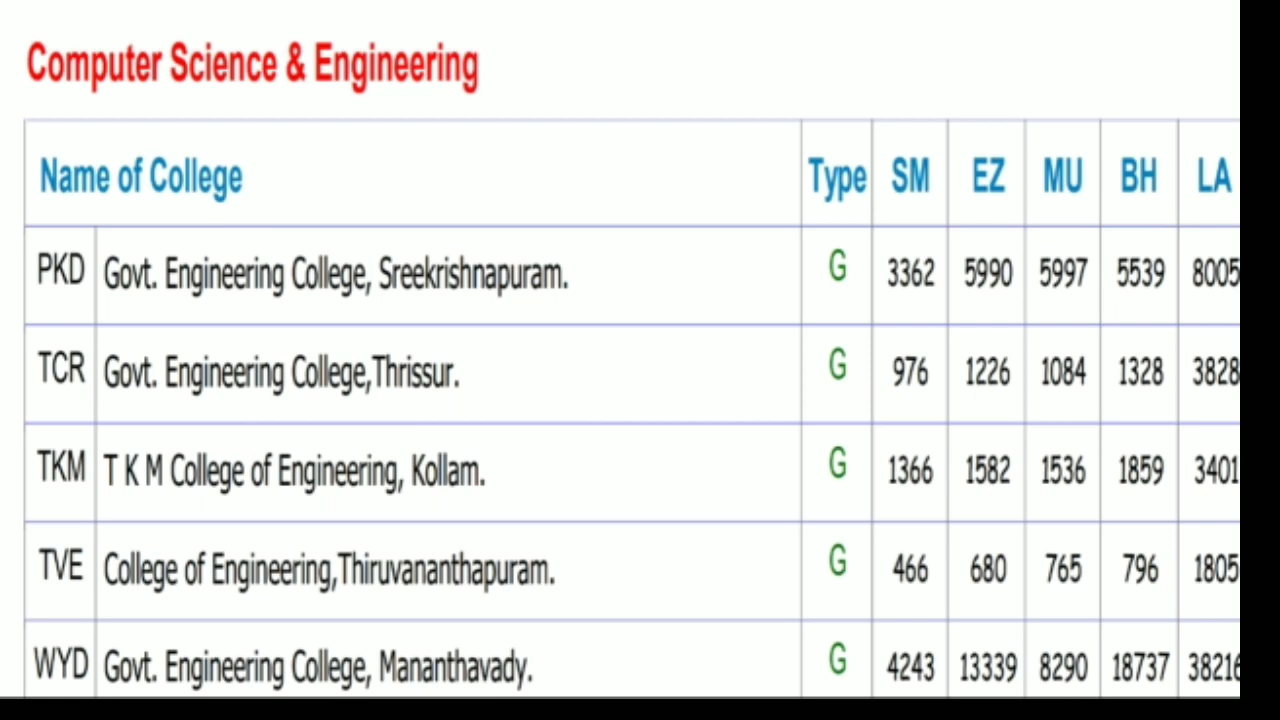 Computer Science & Engineering
Name of College Type SM EZ MU BH LA
PKD Govt. Engineering College, Sreekrishnapuram. G 3362 5990 5997 5539 8005
TCR Govt. Engineering College,Thrissur. G 976 1226 1084 1328 3828
TKM T K M College of Engineering, Kollam. G 1366 1582 1536 1859 3401
TVE College of Engineering,Thiruvananthapuram. G 466 680 765 796 1805
WYD Govt. Engineering College, Mananthavady. G 4243 13339 8290 18737 38216